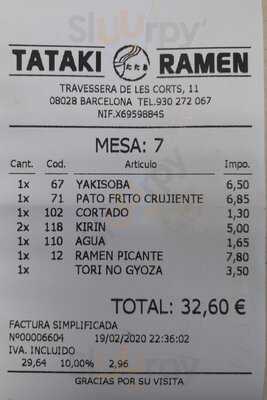 Sluurpy
TATAKI RAMEN
たたき
TRAVESSERA DE LES CORTS, 11
08028 BARCELONA TEL.930 272 067
NIF.X6959884S
MESA: 7
Cant. Cod. Artículo Impo.
1x 67 YAKISOBA 6,50
1x 71 PATO FRITO CRUJIENTE 6,85
1x 102 CORTADO 1,30
2x 118 KIRIN 5,00
1x 110 AGUA 1,65
1x 12 RAMEN PICANTE 7,80
1x TORI NO GYOZA 3,50
TOTAL: 32,60 €
FACTURA SIMPLIFICADA
Nº00006604 19/02/2020 22:36:02
IVA. INCLUIDO
29,64 10,00% 2,96
GRACIAS POR SU VISITA